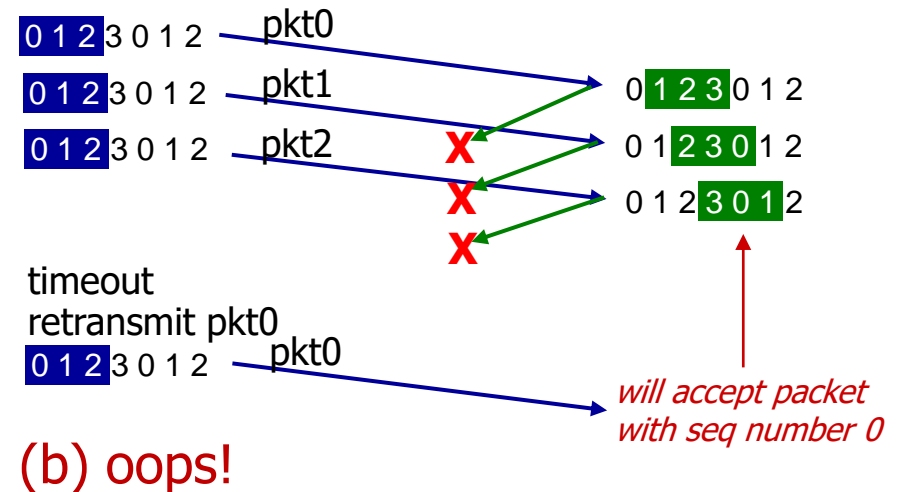 0 1 2 3 0 1 2 pkt0
0 1 2 3 0 1 2
0 1 2 3 0 1 2 pkt1
X 0 1 2 3 0 1 2
0 1 2 3 0 1 2 pkt2
X 0 1 2 3 0 1 2
X
timeout
retransmit pkt0
0 1 2 3 0 1 2 pkt0
will accept packet
with seq number 0
(b) oops!